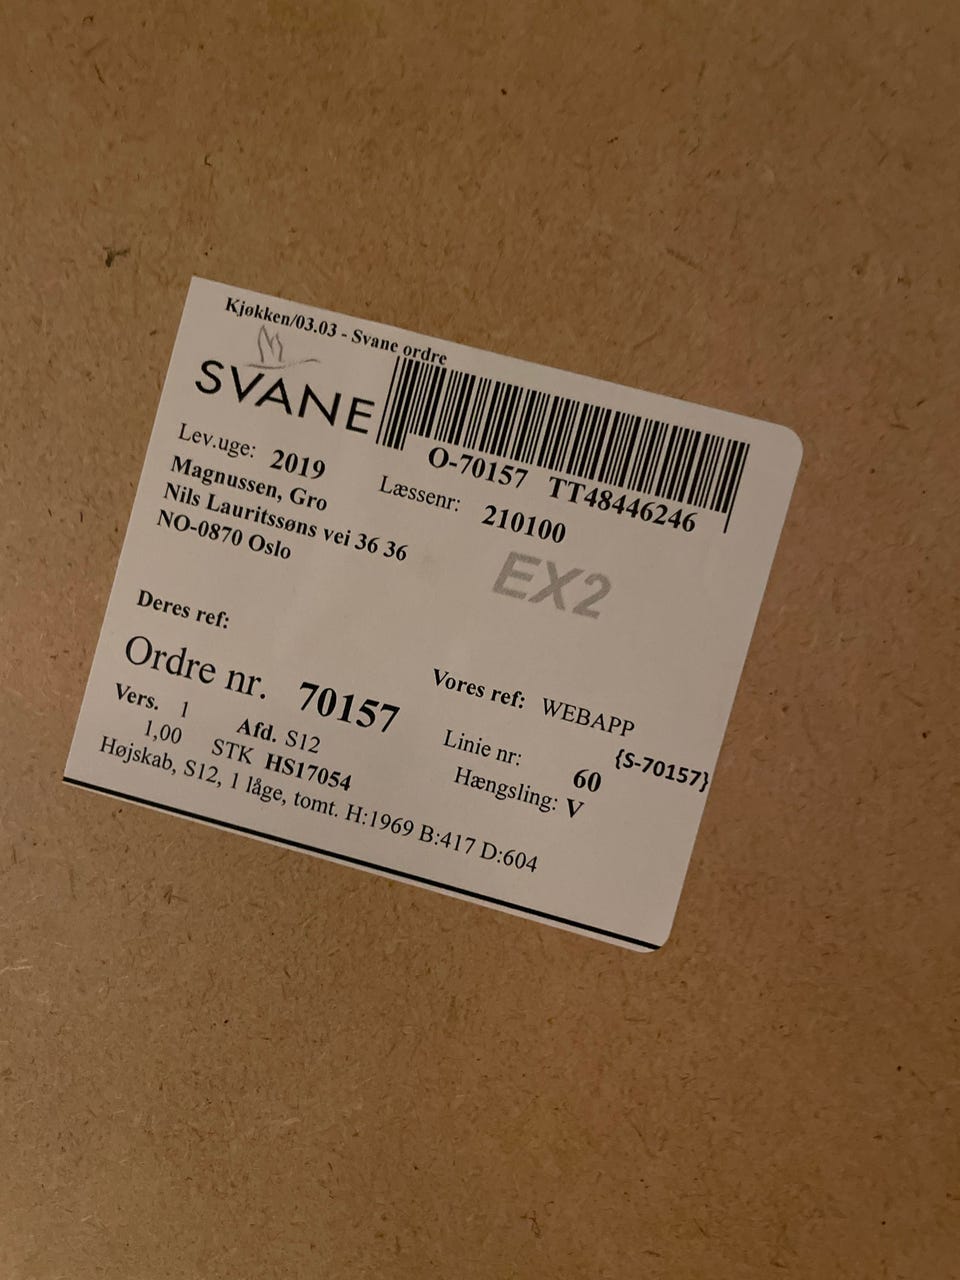 Kjøkken/03.03 - Svane ordre
SVANE
O-70157 TT48446246
Lev.uge: 2019 Læssenr: 210100
Magnussen, Gro
Nils Lauritssøns vei 36 36
NO-0870 Oslo
EX2
Deres ref: Vores ref: WEBAPP
Ordre nr. 70157 {S-70157}
Vers. 1 Afd. S12 Linie nr: 60
1,00 STK HS17054 Hængsling: V
Højskab, S12, 1 låge, tomt. H:1969 B:417 D:604